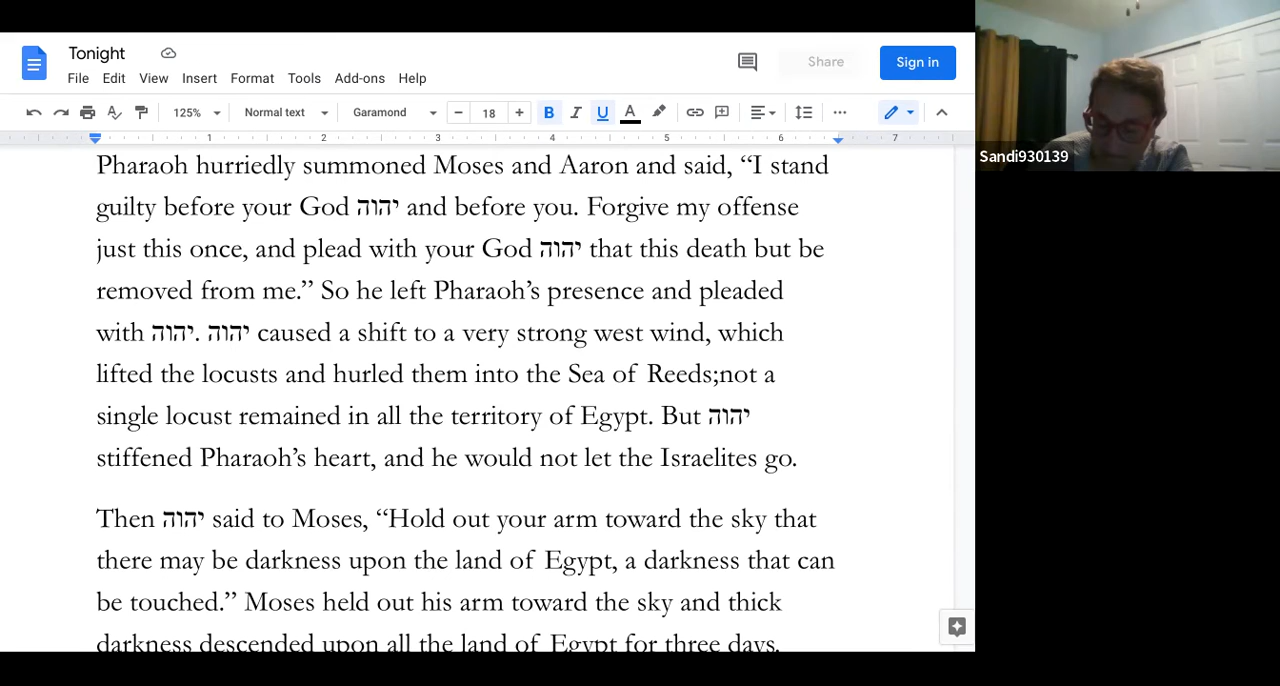 Tonight
File Edit View Insert Format Tools Add-ons Help
Share
Sign in
125% Normal text Garamond − 18 + B I U A
1 2 3 4 5 6 7
Pharaoh hurriedly summoned Moses and Aaron and said, “I stand
guilty before your God יהוה and before you. Forgive my offense
just this once, and plead with your God יהוה that this death but be
removed from me.” So he left Pharaoh’s presence and pleaded
with יהוה. יהוה caused a shift to a very strong west wind, which
lifted the locusts and hurled them into the Sea of Reeds;not a
single locust remained in all the territory of Egypt. But יהוה
stiffened Pharaoh’s heart, and he would not let the Israelites go.
Then יהוה said to Moses, “Hold out your arm toward the sky that
there may be darkness upon the land of Egypt, a darkness that can
be touched.” Moses held out his arm toward the sky and thick
darkness descended upon all the land of Egypt for three days.
Sandi930139